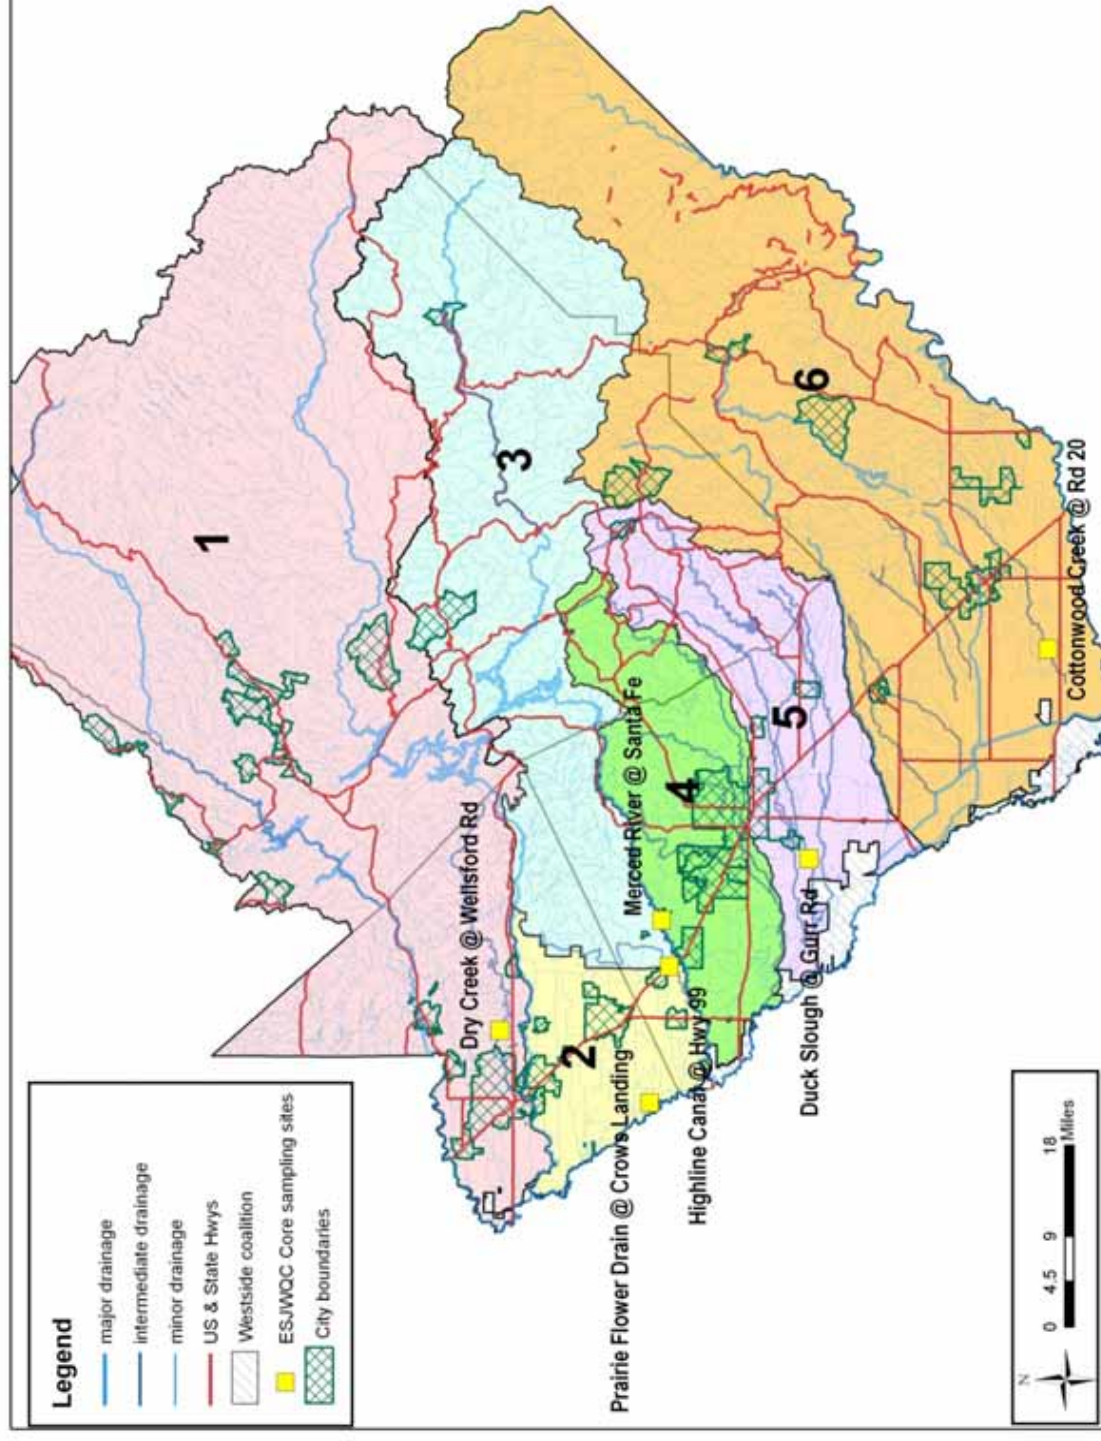 Legend
major drainage
intermediate drainage
minor drainage
US & State Hwys
Westside coalition
ESJWQC Core sampling sites
City boundaries
1
2
3
4
5
6
Dry Creek @ Wellsford Rd
Prairie Flower Drain @ Crows Landing
Highline Canal @ Hwy 99
Merced River @ Santa Fe
Duck Slough @ Gurr Rd
Cottonwood Creek @ Rd 20
N
0 4.5 9 18
Miles